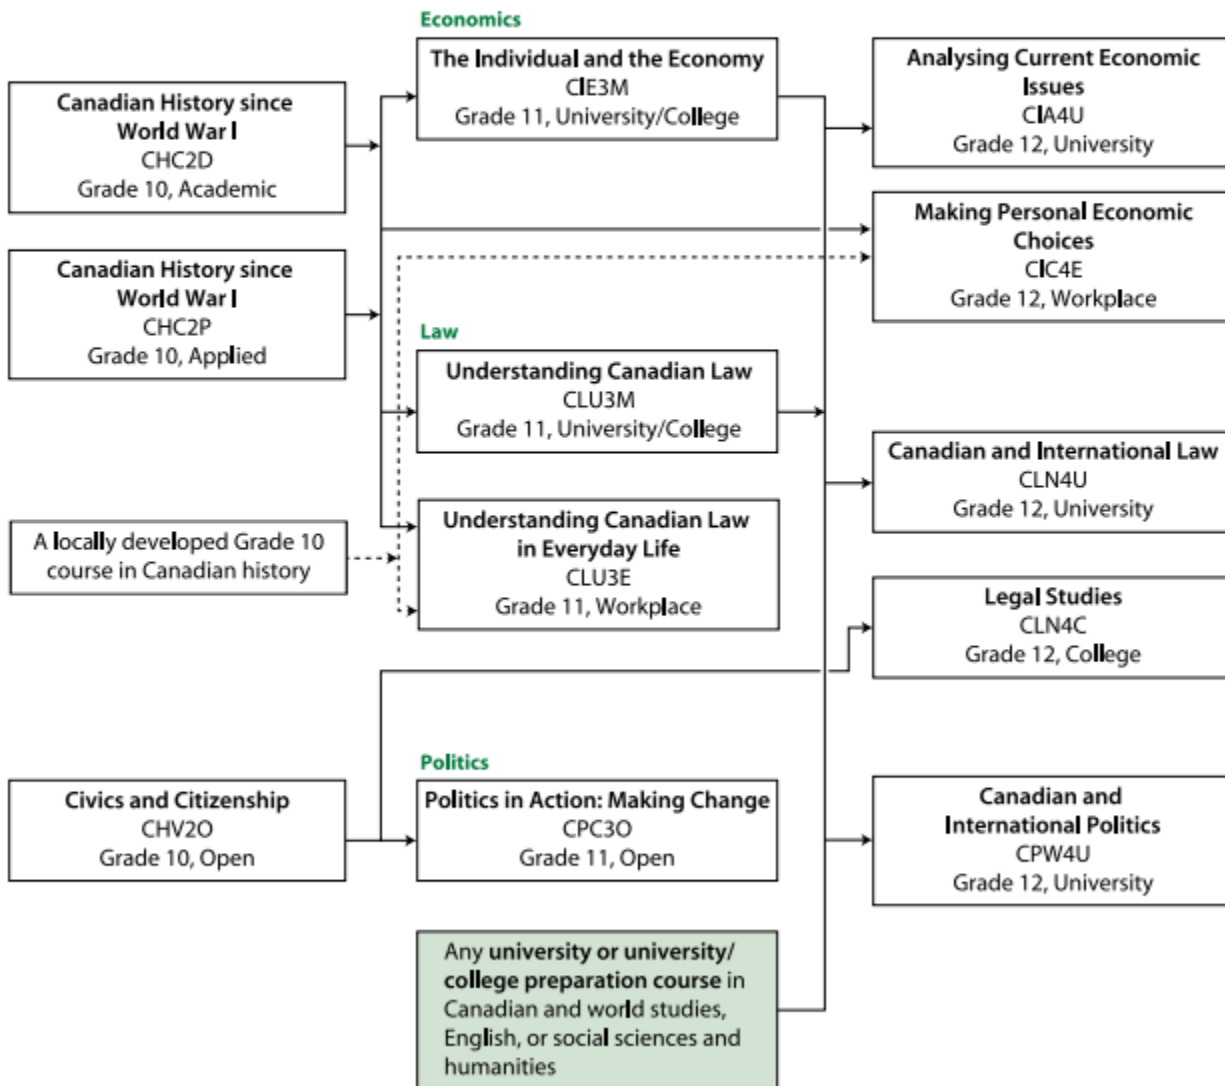 Economics
The Individual and the Economy
CIE3M
Grade 11, University/College
Analysing Current Economic
Issues
CIA4U
Grade 12, University
Canadian History since
World War I
CHC2D
Grade 10, Academic
Making Personal Economic
Choices
CIC4E
Grade 12, Workplace
Canadian History since
World War I
CHC2P
Grade 10, Applied
Law
Understanding Canadian Law
CLU3M
Grade 11, University/College
Canadian and International Law
CLN4U
Grade 12, University
A locally developed Grade 10
course in Canadian history
Understanding Canadian Law
in Everyday Life
CLU3E
Grade 11, Workplace
Legal Studies
CLN4C
Grade 12, College
Politics
Civics and Citizenship
CHV2O
Grade 10, Open
Politics in Action: Making Change
CPC3O
Grade 11, Open
Canadian and
International Politics
CPW4U
Grade 12, University
Any university or university/
college preparation course in
Canadian and world studies,
English, or social sciences and
humanities